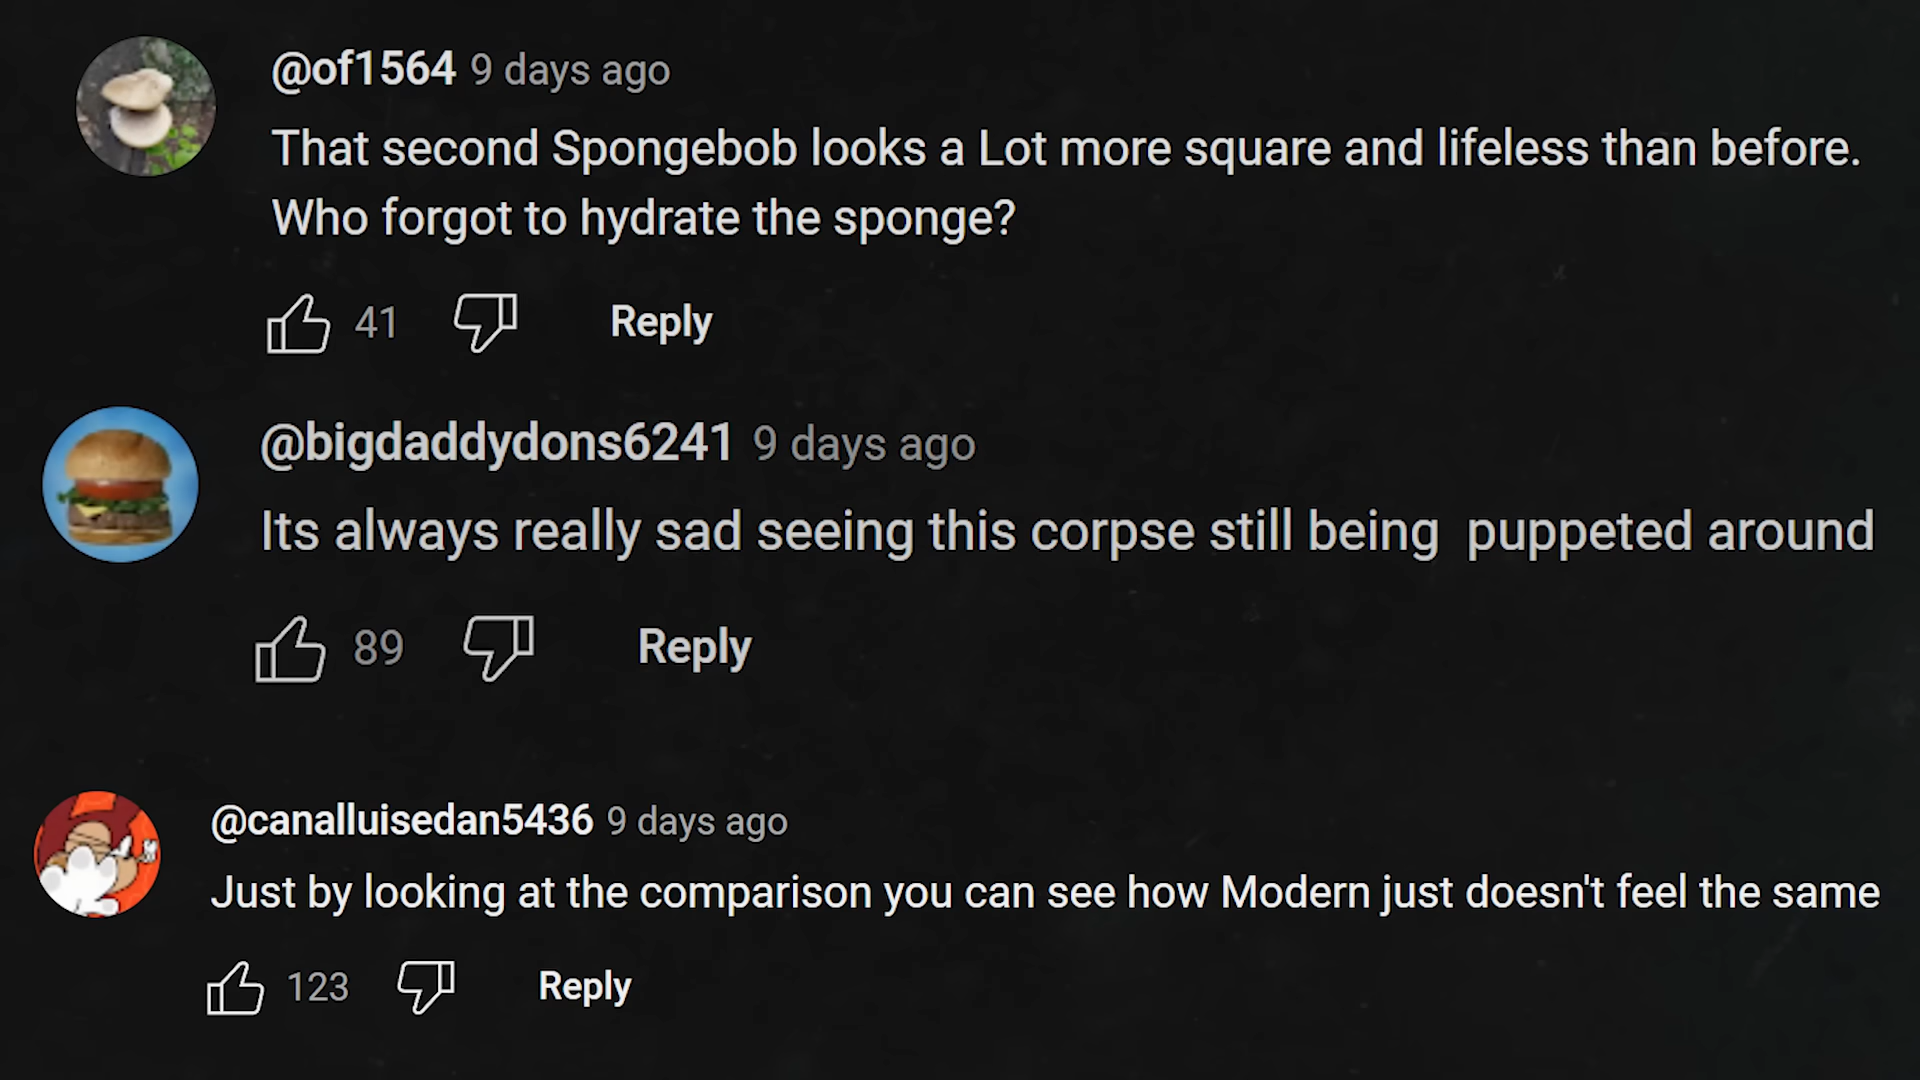 @of1564 9 days ago
That second Spongebob looks a Lot more square and lifeless than before.
Who forgot to hydrate the sponge?
41 Reply
@bigdaddydons6241 9 days ago
Its always really sad seeing this corpse still being  puppeted around
89 Reply
@canalluisedan5436 9 days ago
Just by looking at the comparison you can see how Modern just doesn't feel the same
123 Reply